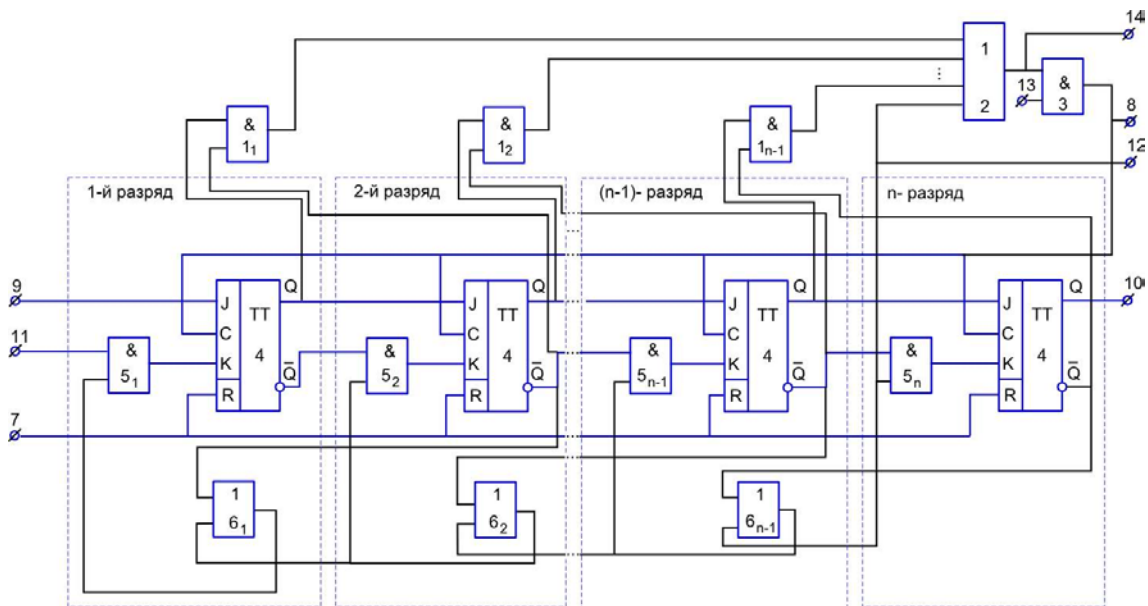 14
1
13
&
2
3
8
12
&
1₁
&
1₂
&
1ₙ₋₁
1-й разряд
2-й разряд
(n-1)- разряд
n- разряд
9
Q
Q
Q
Q
10
J
TT
J
TT
J
TT
J
TT
11
&
C
&
C
&
C
&
C
5₁
K
4
Q̅
5₂
K
4
Q̅
5ₙ₋₁
K
4
Q̅
5ₙ
K
4
Q̅
R
R
R
R
7
1
6₁
1
6₂
1
6ₙ₋₁